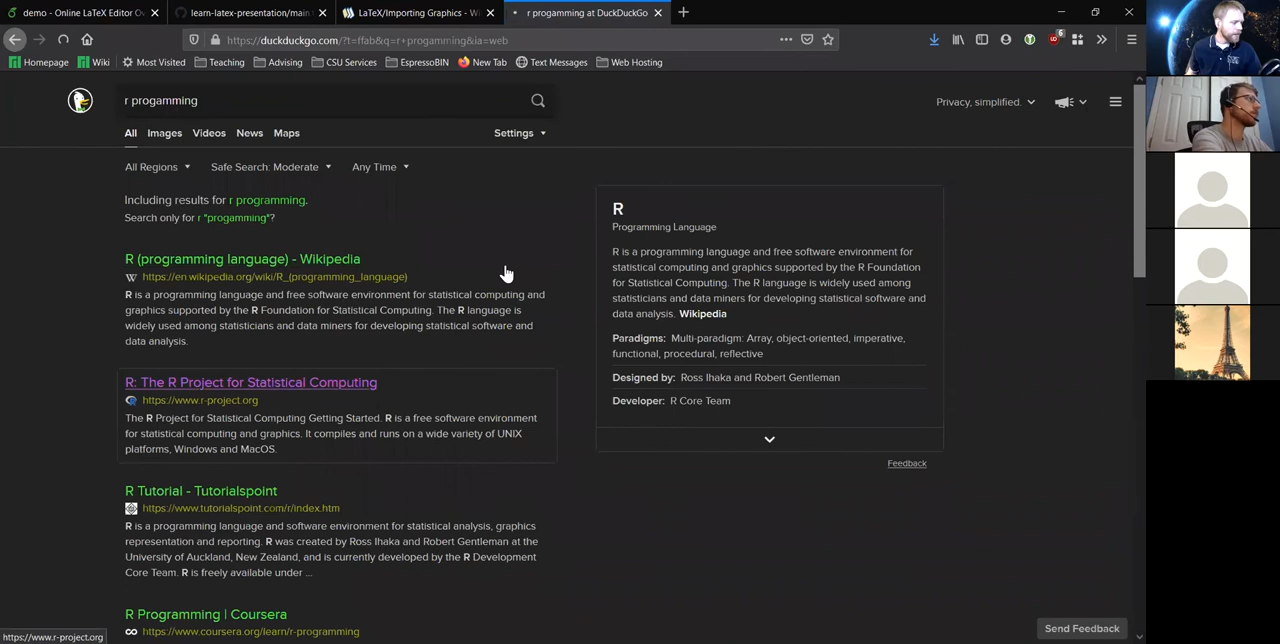 demo - Online LaTeX Editor Ov
learn-latex-presentation/main
LaTeX/Importing Graphics - Wi
r progamming at DuckDuckGo
https://duckduckgo.com/?t=ffab&q=r+progamming&ia=web
6
Homepage
Wiki
Most Visited
Teaching
Advising
CSU Services
EspressoBIN
New Tab
Text Messages
Web Hosting
r progamming
Privacy, simplified.
All
Images
Videos
News
Maps
Settings
All Regions
Safe Search: Moderate
Any Time
Including results for r programming.
Search only for r "progamming"?
R (programming language) - Wikipedia
W https://en.wikipedia.org/wiki/R_(programming_language)
R is a programming language and free software environment for statistical computing and
graphics supported by the R Foundation for Statistical Computing. The R language is
widely used among statisticians and data miners for developing statistical software and
data analysis.
R: The R Project for Statistical Computing
https://www.r-project.org
The R Project for Statistical Computing Getting Started. R is a free software environment
for statistical computing and graphics. It compiles and runs on a wide variety of UNIX
platforms, Windows and MacOS.
R Tutorial - Tutorialspoint
https://www.tutorialspoint.com/r/index.htm
R is a programming language and software environment for statistical analysis, graphics
representation and reporting. R was created by Ross Ihaka and Robert Gentleman at the
University of Auckland, New Zealand, and is currently developed by the R Development
Core Team. R is freely available under ...
R Programming | Coursera
https://www.coursera.org/learn/r-programming
R
Programming Language
R is a programming language and free software environment for
statistical computing and graphics supported by the R Foundation
for Statistical Computing. The R language is widely used among
statisticians and data miners for developing statistical software and
data analysis. Wikipedia
Paradigms: Multi-paradigm: Array, object-oriented, imperative,
functional, procedural, reflective
Designed by: Ross Ihaka and Robert Gentleman
Developer: R Core Team
Feedback
Send Feedback
https://www.r-project.org